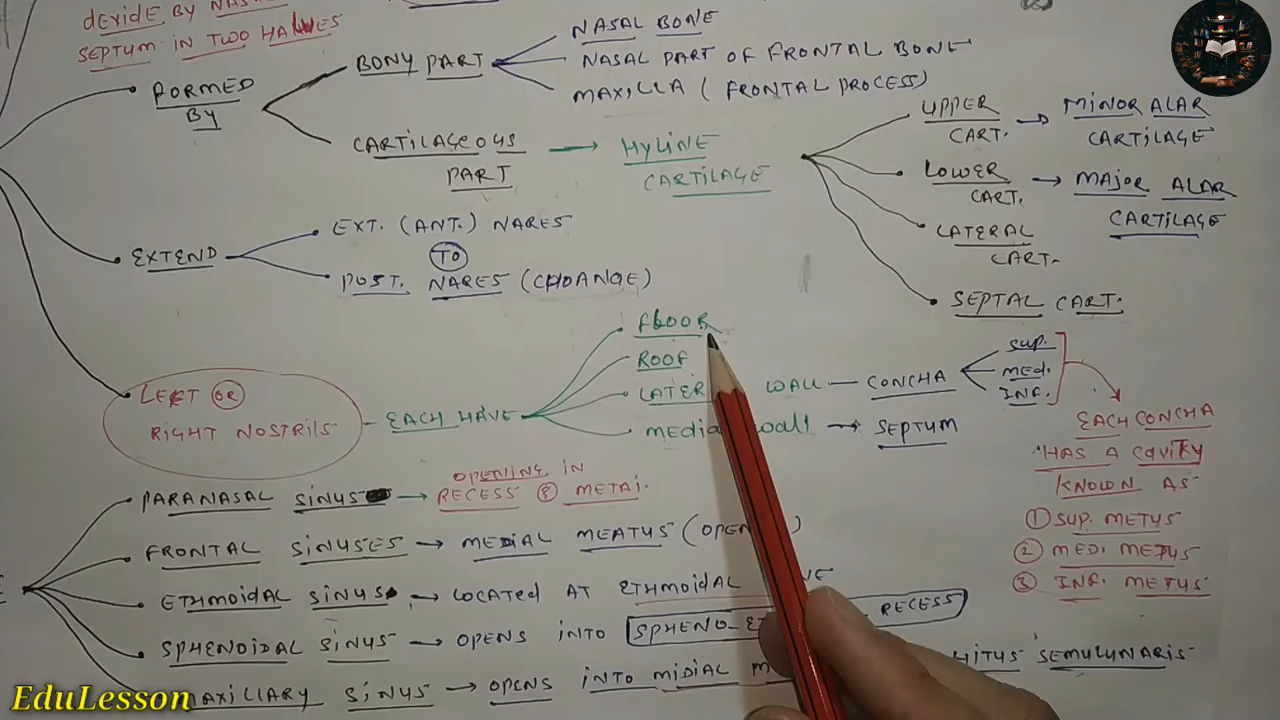 DEVIDE BY NASAL
SEPTUM IN TWO HALVES
FORMED
BY
BONY PART
NASAL BONE
NASAL PART OF FRONTAL BONE
MAXILLA ( FRONTAL PROCESS)
CARTILAGEOUS
PART
HYLINE
CARTILAGE
UPPER
CART.
MINOR ALAR
CARTILAGE
LOWER
CART.
MAJOR ALAR
CARTILAGE
LATERAL
CART.
SEPTAL CART.
EXTEND
EXT. (ANT.) NARES
TO
POST. NARES (CHOANAE)
LEFT OR
RIGHT NOSTRILS
EACH HAVE
FLOOR
ROOF
LATER WALL CONCHA
MEDIA wall SEPTUM
SUP.
MED.
INF.
EACH CONCHA
HAS A CAVITY
KNOWN AS
1 SUP. METUS
2 MEDI METUS
3 INF. METUS
PARANASAL SINUS
OPENING IN
RECESS & METAI.
FRONTAL SINUSES MEDIAL MEATUS (OPEN )
ETHMOIDAL SINUS LOCATED AT ETHMOIDAL
SPHENOIDAL SINUS OPENS INTO SPHENO-E RECESS
MAXILIARY SINUS OPENS INTO MIDIAL M HITUS SEMULUNARIS
EduLesson